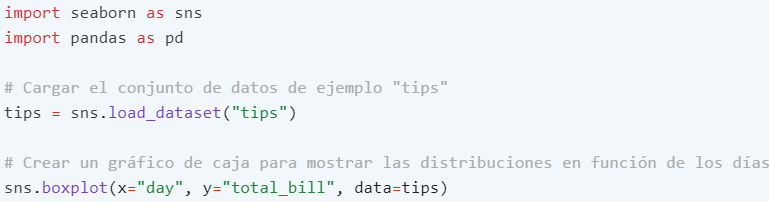 import seaborn as sns
import pandas as pd
# Cargar el conjunto de datos de ejemplo "tips"
tips = sns.load_dataset("tips")
# Crear un gráfico de caja para mostrar las distribuciones en función de los días
sns.boxplot(x="day", y="total_bill", data=tips)